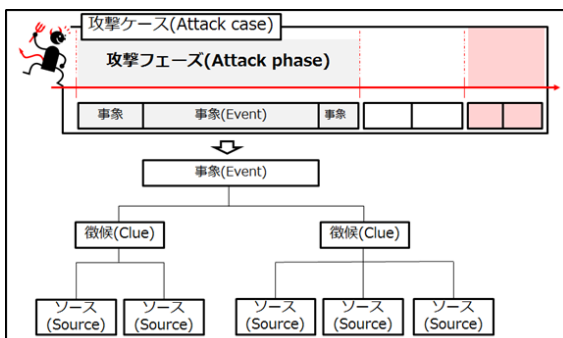 攻撃ケース(Attack case)
攻撃フェーズ(Attack phase)
事象
事象(Event)
事象
事象(Event)
徴候(Clue)
徴候(Clue)
ソース
(Source)
ソース
(Source)
ソース
(Source)
ソース
(Source)
ソース
(Source)